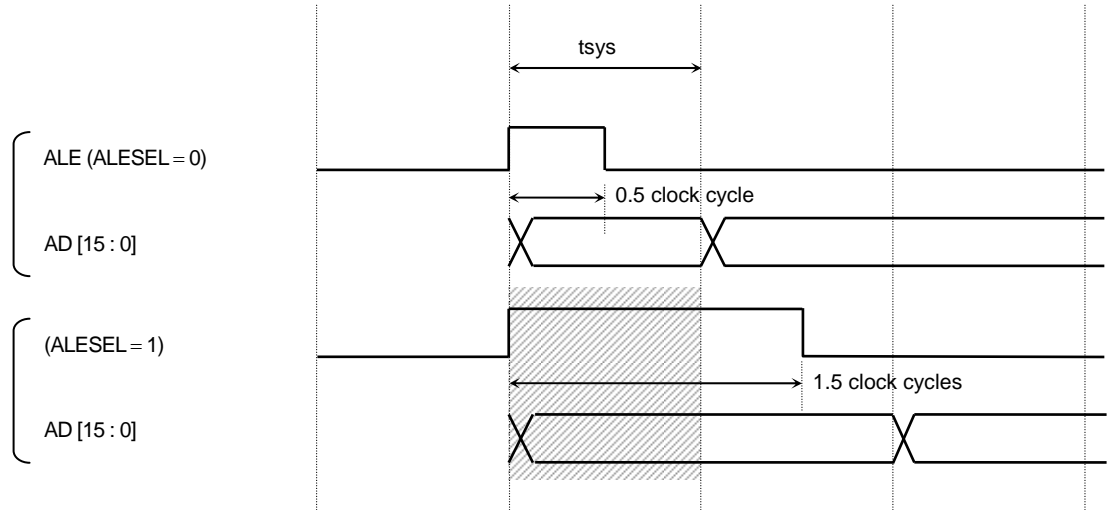 tsys
ALE (ALESEL = 0)
0.5 clock cycle
AD [15 : 0]
(ALESEL = 1)
1.5 clock cycles
AD [15 : 0]